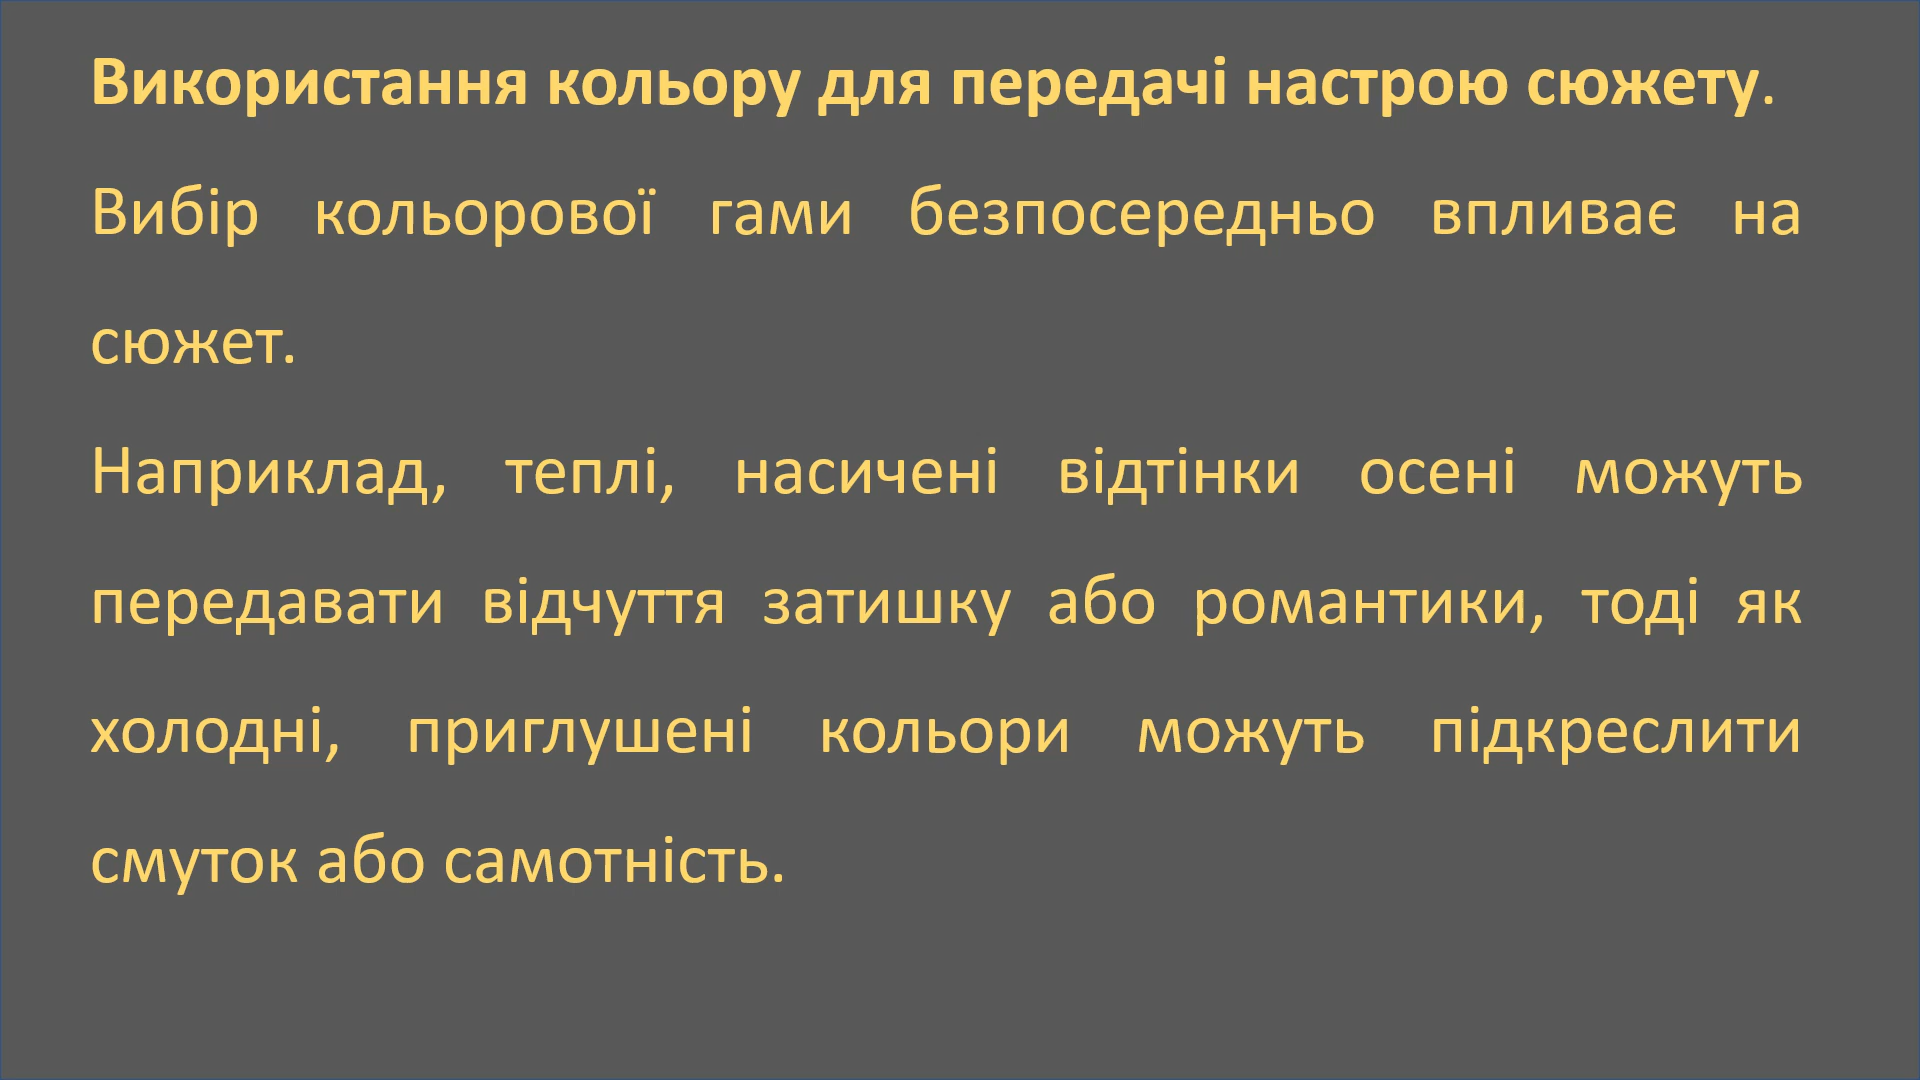 Використання кольору для передачі настрою сюжету.
Вибір кольорової гами безпосередньо впливає на
сюжет.
Наприклад, теплі, насичені відтінки осені можуть
передавати відчуття затишку або романтики, тоді як
холодні, приглушені кольори можуть підкреслити
смуток або самотність.